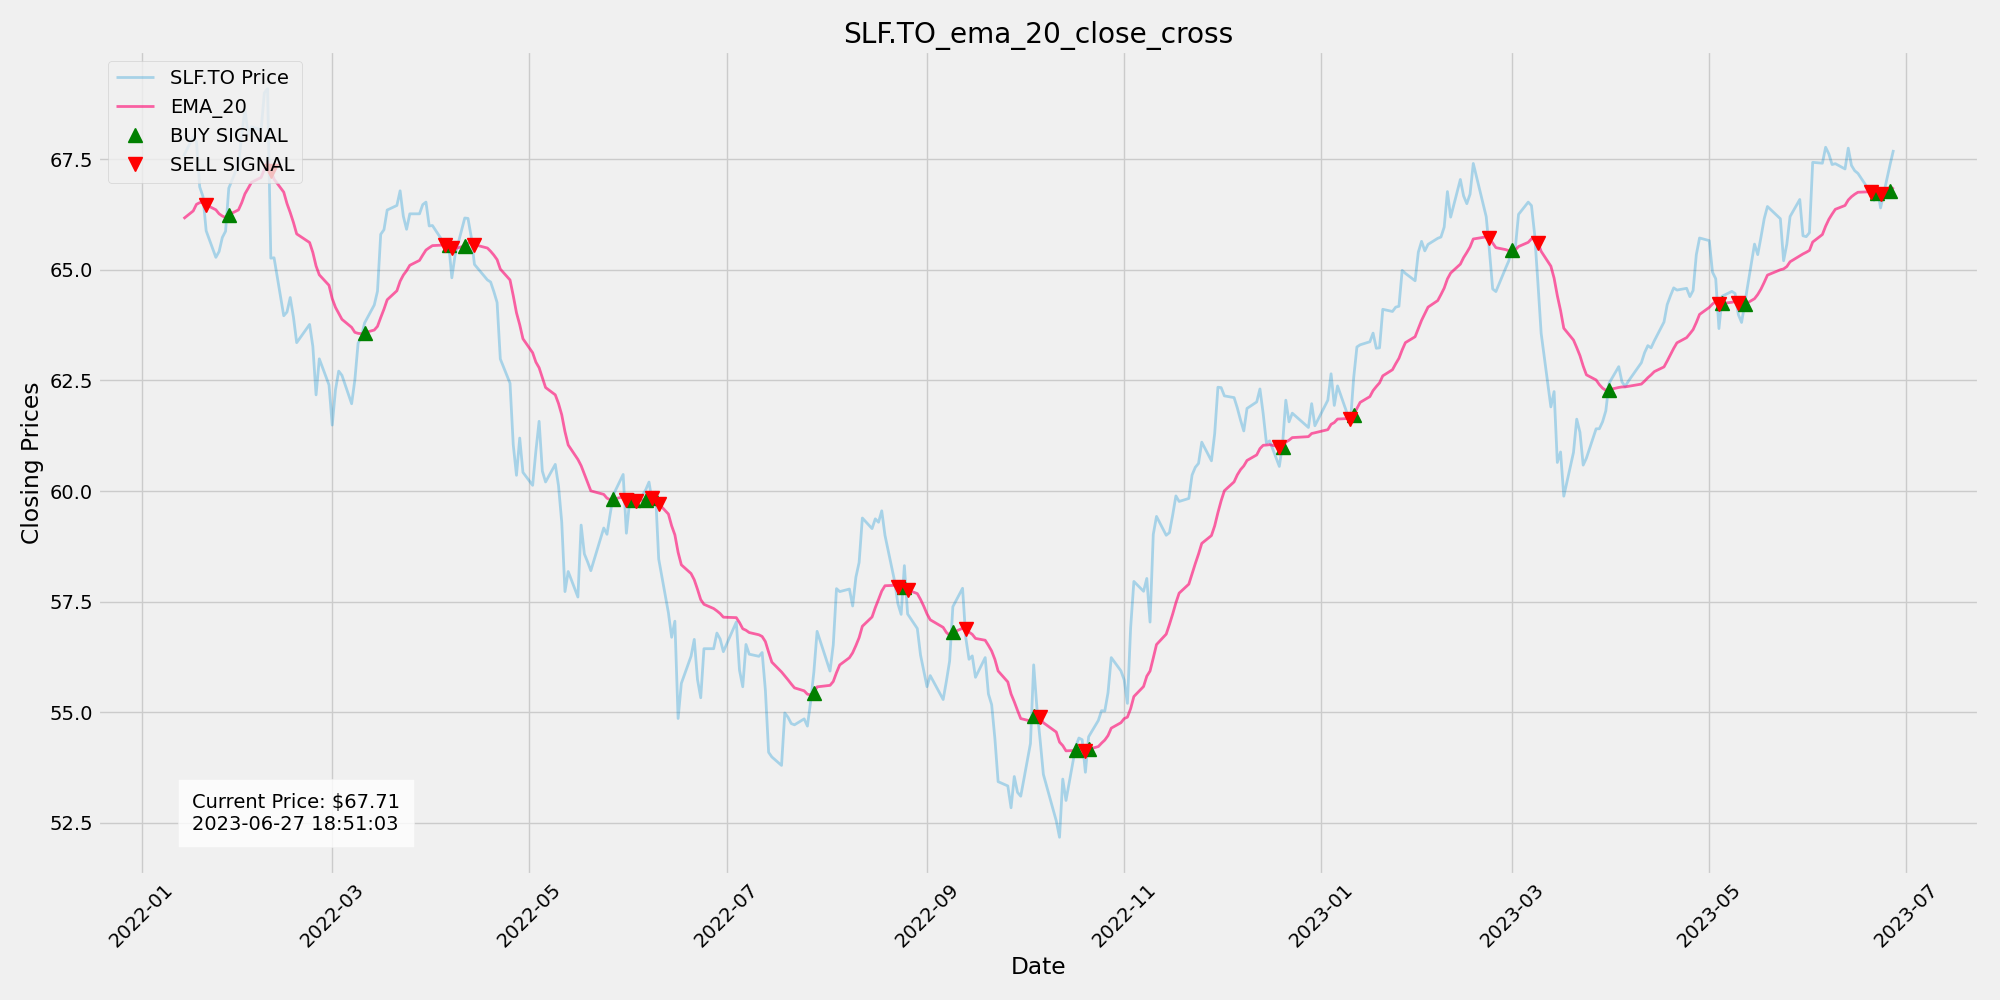 SLF.TO_ema_20_close_cross
SLF.TO Price
EMA_20
BUY SIGNAL
SELL SIGNAL
67.5
65.0
62.5
60.0
57.5
55.0
52.5
Closing Prices
Current Price: $67.71
2023-06-27 18:51:03
2022-01
2022-03
2022-05
2022-07
2022-09
2022-11
2023-01
2023-03
2023-05
2023-07
Date